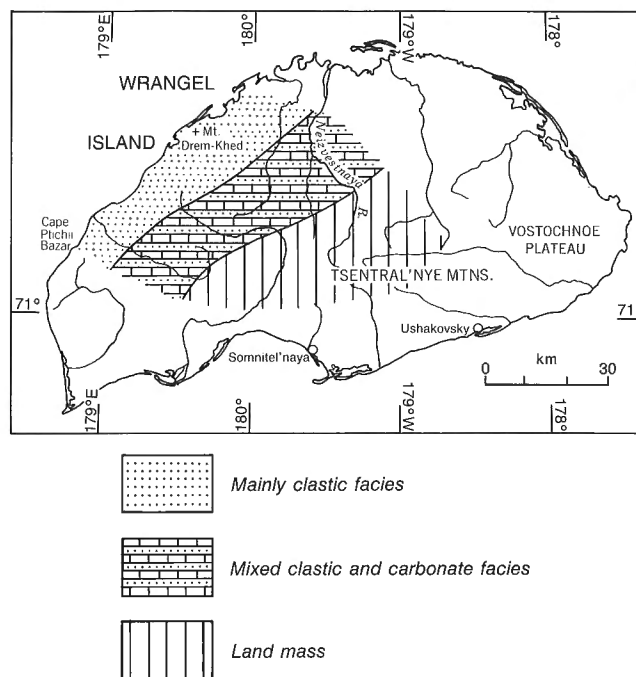 179°E
180°
179°W
178°
WRANGEL
ISLAND
+ Mt.
Drem-Khed
Neizvestnaya
R.
Cape
Ptichii
Bazar
VOSTOCHNOE
PLATEAU
TSENTRAL'NYE MTNS.
71°
71
Ushakovsky
Somnitel'naya
km
0 30
179°E
180°
179°W
178°
Mainly clastic facies
Mixed clastic and carbonate facies
Land mass